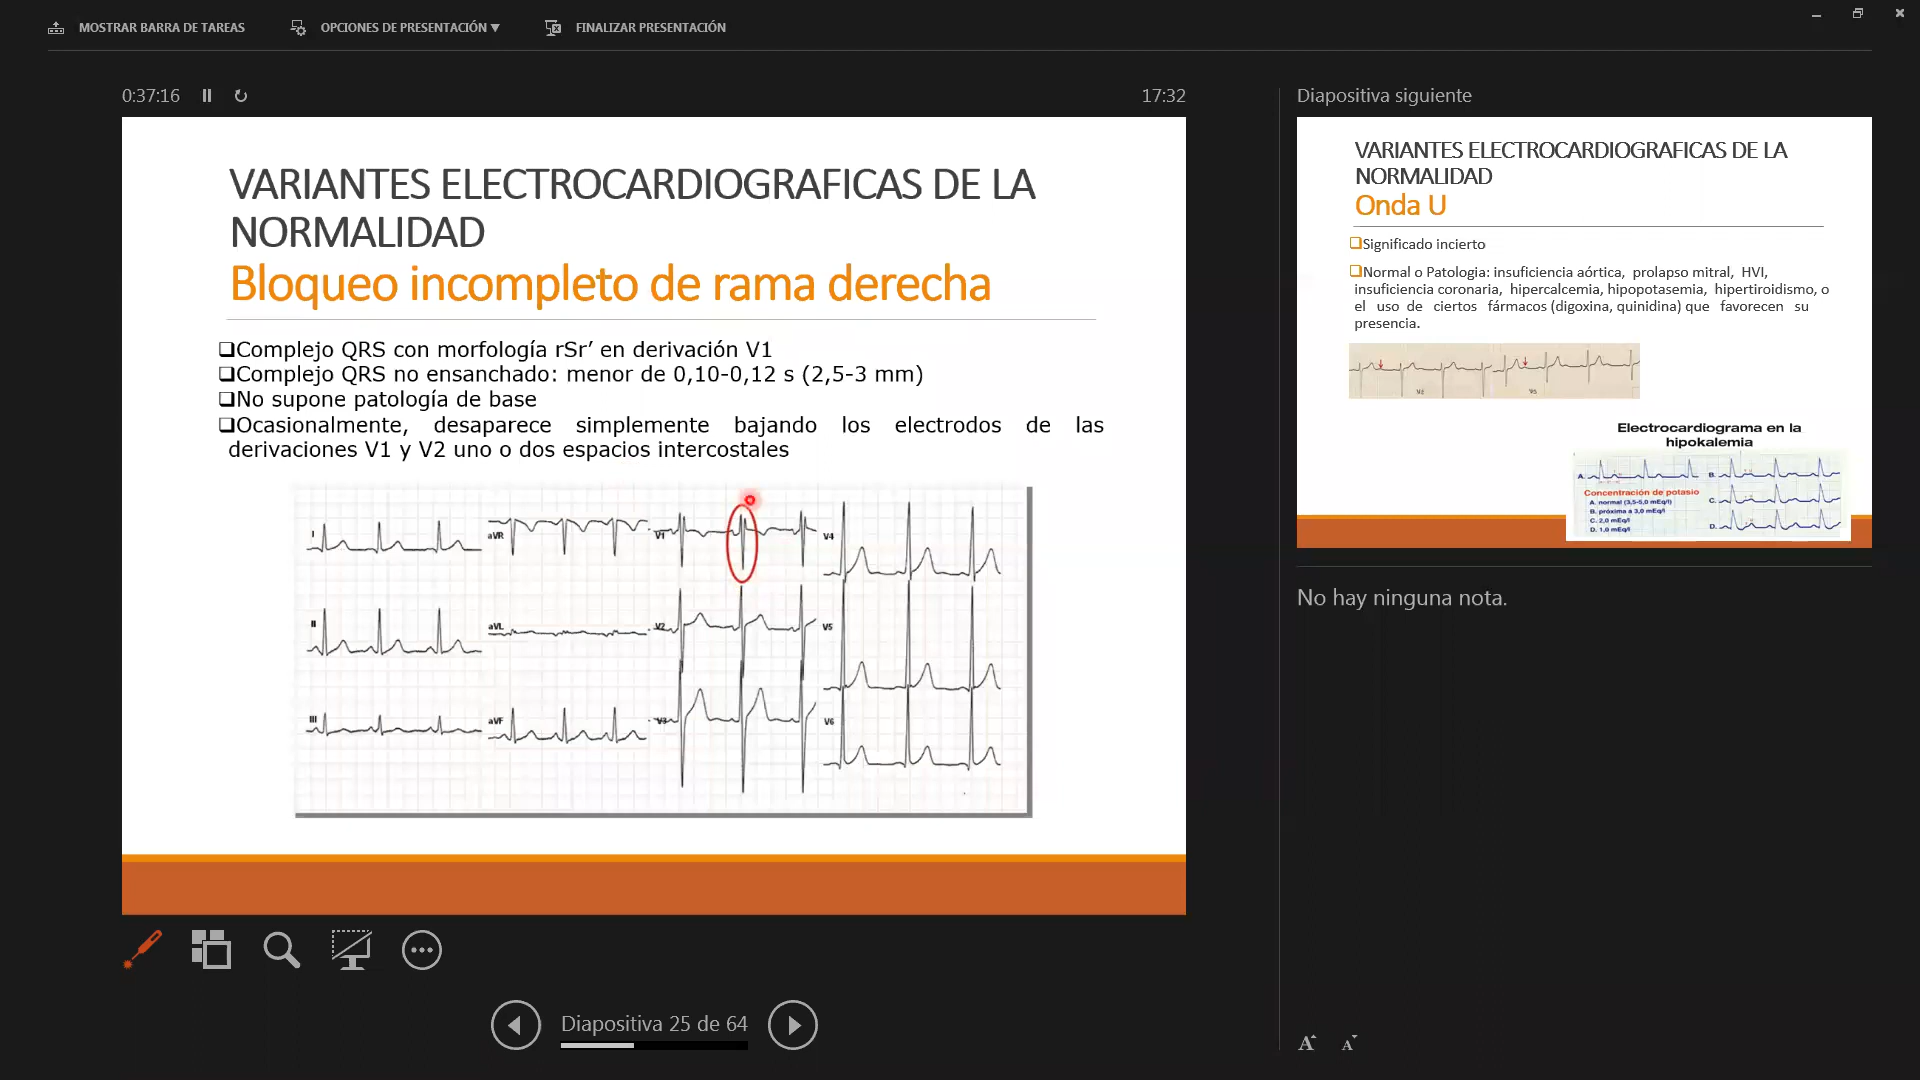 MOSTRAR BARRA DE TAREAS
OPCIONES DE PRESENTACIÓN ▼
FINALIZAR PRESENTACIÓN
0:37:16
17:32
VARIANTES ELECTROCARDIOGRAFICAS DE LA
NORMALIDAD
Bloqueo incompleto de rama derecha
❑Complejo QRS con morfología rSr’ en derivación V1
❑Complejo QRS no ensanchado: menor de 0,10-0,12 s (2,5-3 mm)
❑No supone patología de base
❑Ocasionalmente, desaparece simplemente bajando los electrodos de las
derivaciones V1 y V2 uno o dos espacios intercostales
I
aVR
V1
V4
II
aVL
V2
V5
III
aVF
V3
V6
Diapositiva 25 de 64
Diapositiva siguiente
VARIANTES ELECTROCARDIOGRAFICAS DE LA
NORMALIDAD
Onda U
❑Significado incierto
❑Normal o Patologia: insuficiencia aórtica, prolapso mitral, HVI,
insuficiencia coronaria, hipercalcemia, hipopotasemia, hipertiroidismo, o
el uso de ciertos fármacos (digoxina, quinidina) que favorecen su
presencia.
Electrocardiograma en la
hipokalemia
A.
B.
Concentración de potasio
A. normal (3,5-5,0 mEq/l)
B. próxima a 3,0 mEq/l
C. 2,0 mEq/l
D. 1,0 mEq/l
C.
D.
No hay ninguna nota.
A
A